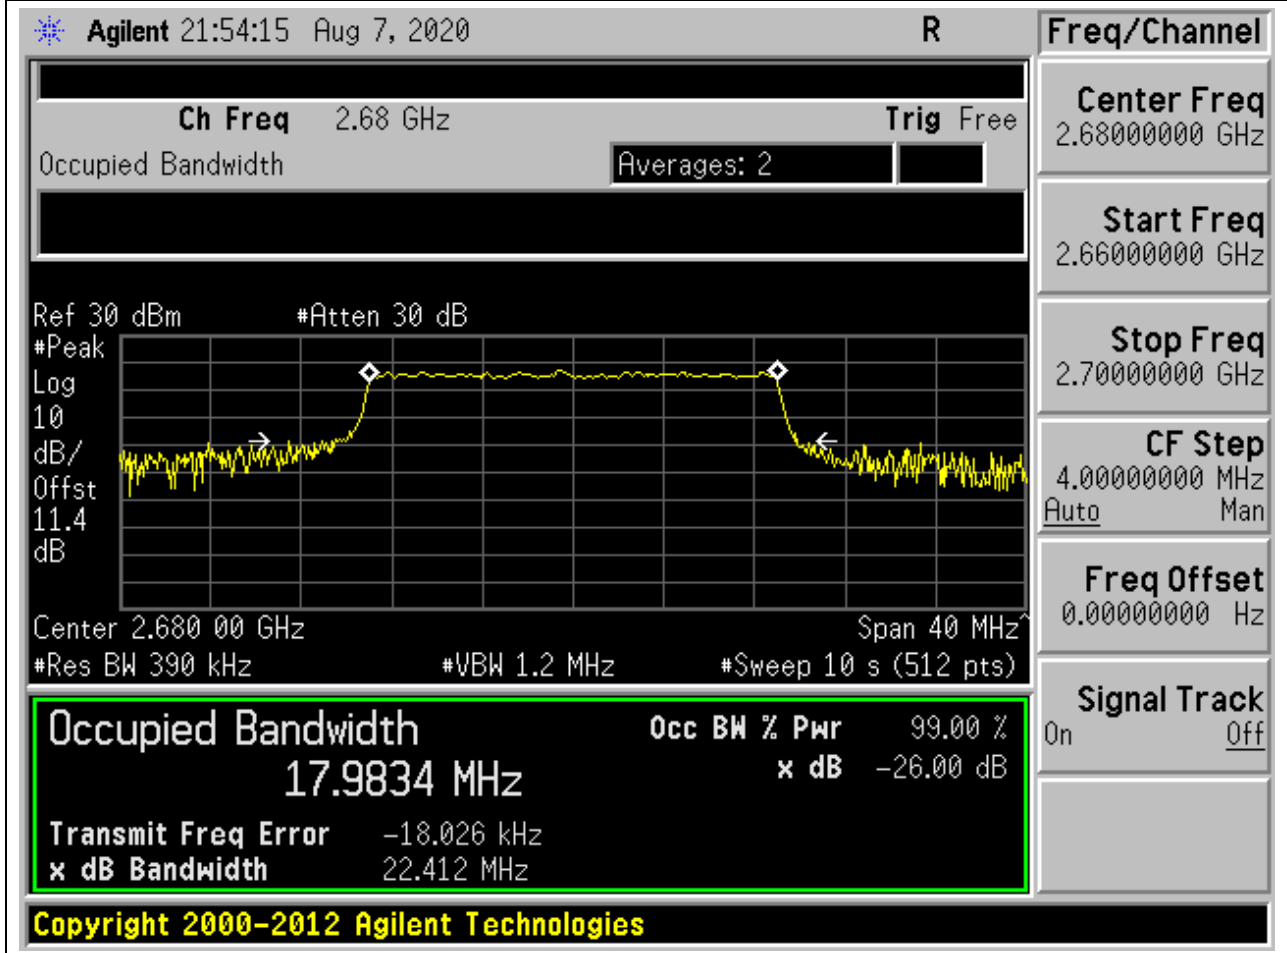 Agilent 21:54:15 Aug 7, 2020 R
Freq/Channel
Ch Freq 2.68 GHz Trig Free
Occupied Bandwidth Averages: 2
Ref 30 dBm #Atten 30 dB
#Peak
Log
10
dB/
Offst
11.4
dB
Center 2.680 00 GHz Span 40 MHz^
#Res BW 390 kHz #VBW 1.2 MHz #Sweep 10 s (512 pts)
Occupied Bandwidth Occ BW % Pwr 99.00 %
17.9834 MHz x dB -26.00 dB
Transmit Freq Error -18.026 kHz
x dB Bandwidth 22.412 MHz
Center Freq
2.68000000 GHz
Start Freq
2.66000000 GHz
Stop Freq
2.70000000 GHz
CF Step
4.00000000 MHz
Auto Man
Freq Offset
0.00000000 Hz
Signal Track
On Off
Copyright 2000-2012 Agilent Technologies